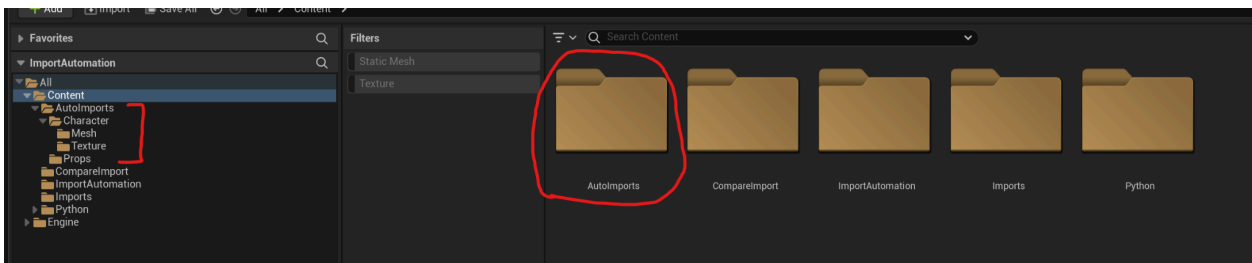 Add Import Save All All Content
Favorites
ImportAutomation
All
Content
AutoImports
Character
Mesh
Texture
Props
CompareImport
ImportAutomation
Imports
Python
Engine
Filters
Static Mesh
Texture
Search Content
AutoImports
CompareImport
ImportAutomation
Imports
Python